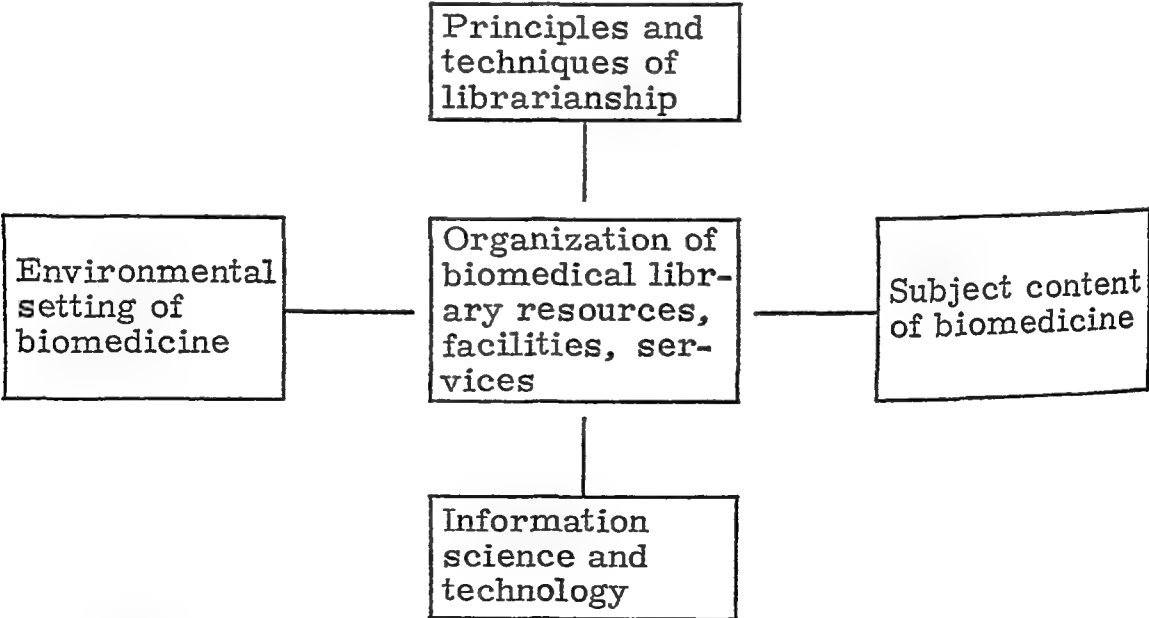 Principles and
techniques of
librarianship
Environmental
setting of
biomedicine
Organization of
biomedical libr-
ary resources,
facilities, ser-
vices
Subject content
of biomedicine
Information
science and
technology